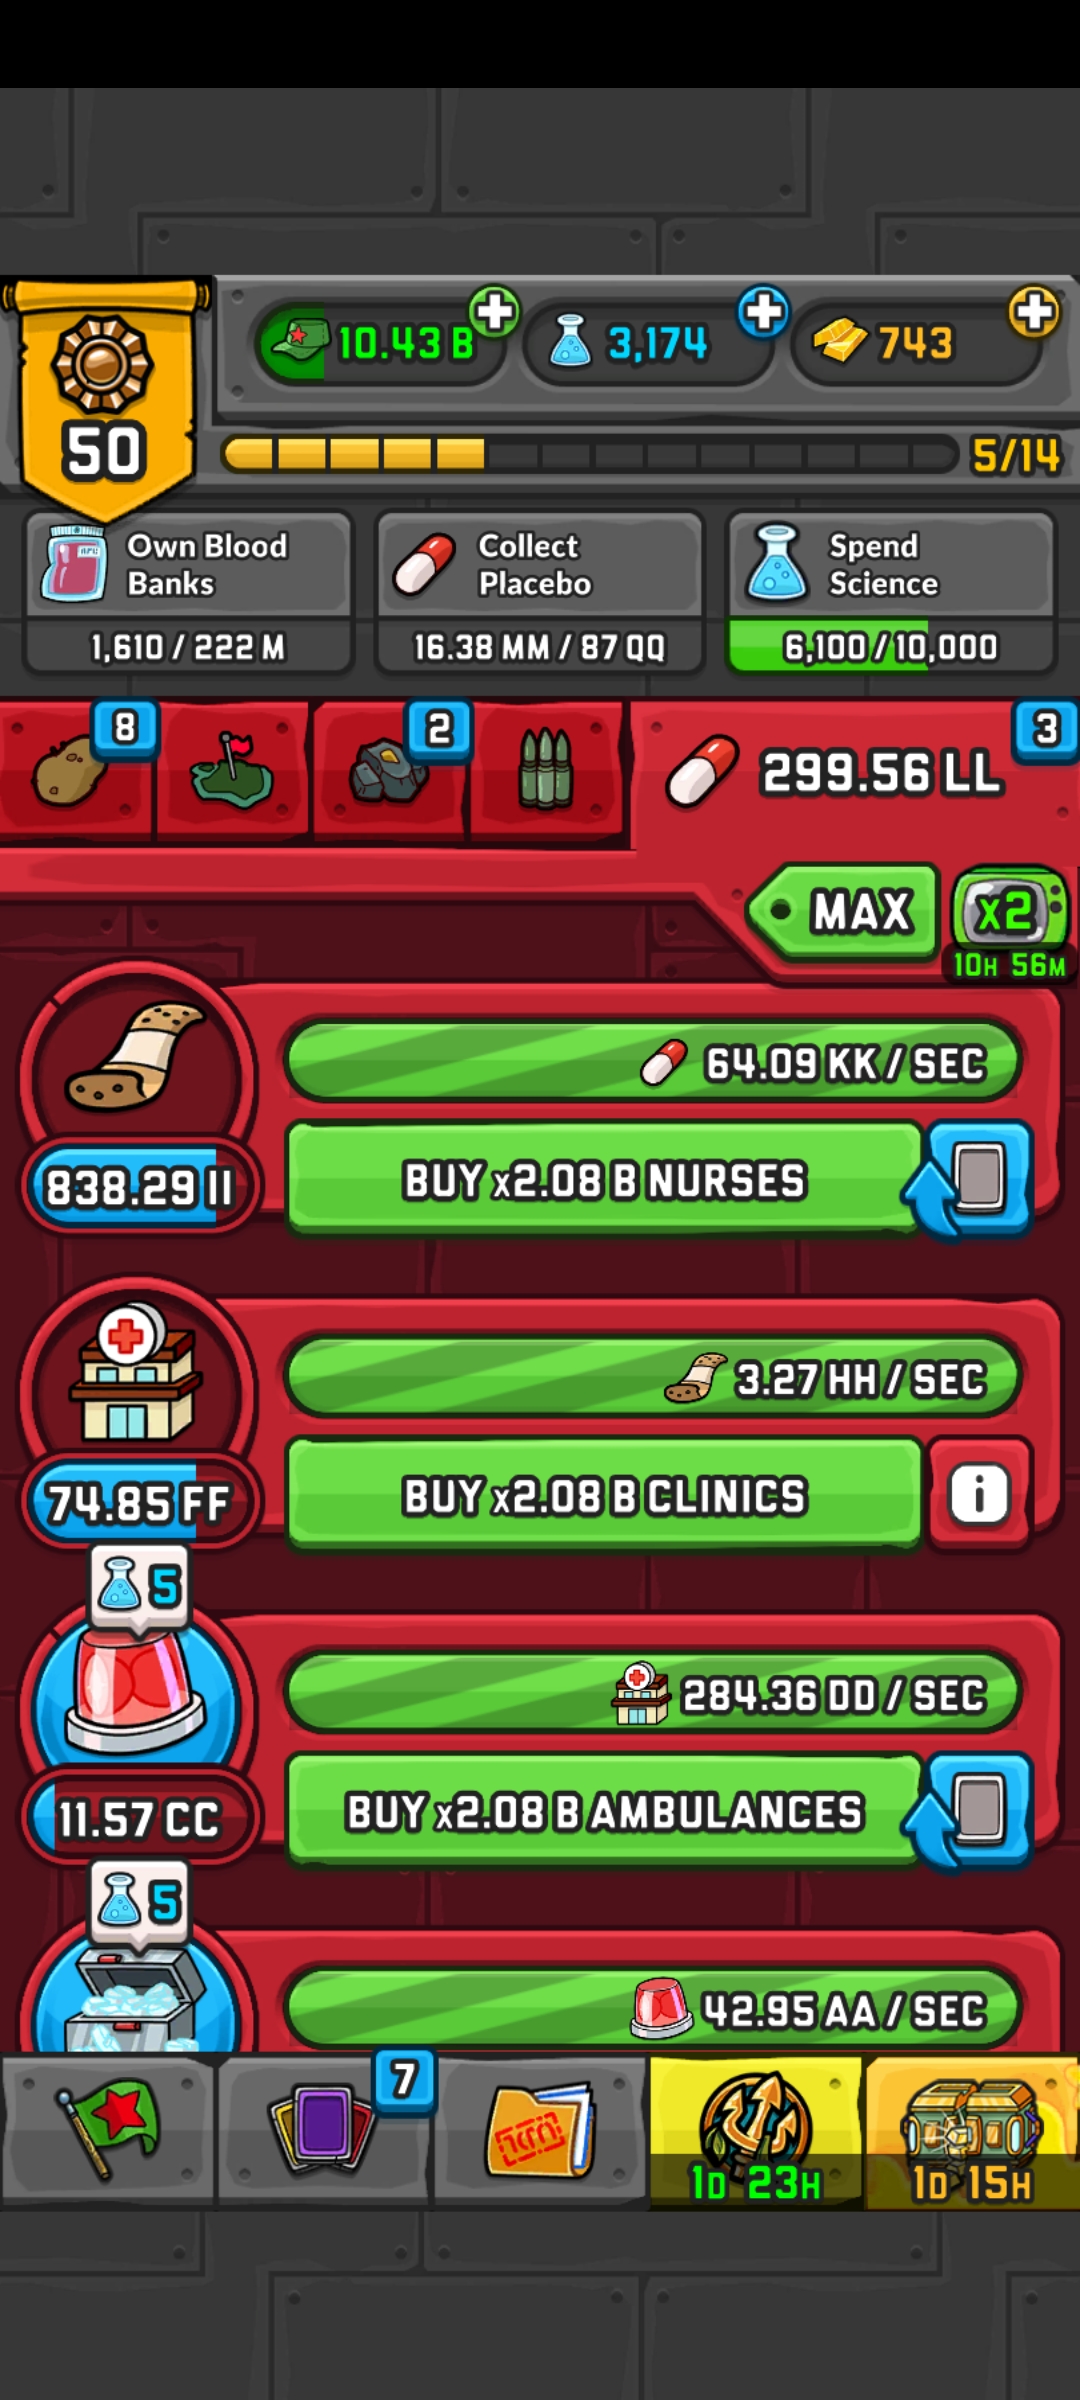 50
10.43 B
3,174
743
5/14
Own Blood Banks
1,610 / 222 M
Collect Placebo
16.38 MM / 87 QQ
Spend Science
6,100 / 10,000
8
2
299.56 LL
3
MAX
x2
10H 56M
64.09 KK / SEC
838.29 II
BUY x2.08 B NURSES
3.27 HH / SEC
74.85 FF
BUY x2.08 B CLINICS
i
5
284.36 DD / SEC
11.57 CC
BUY x2.08 B AMBULANCES
5
42.95 AA / SEC
7
1D 23H
1D 15H